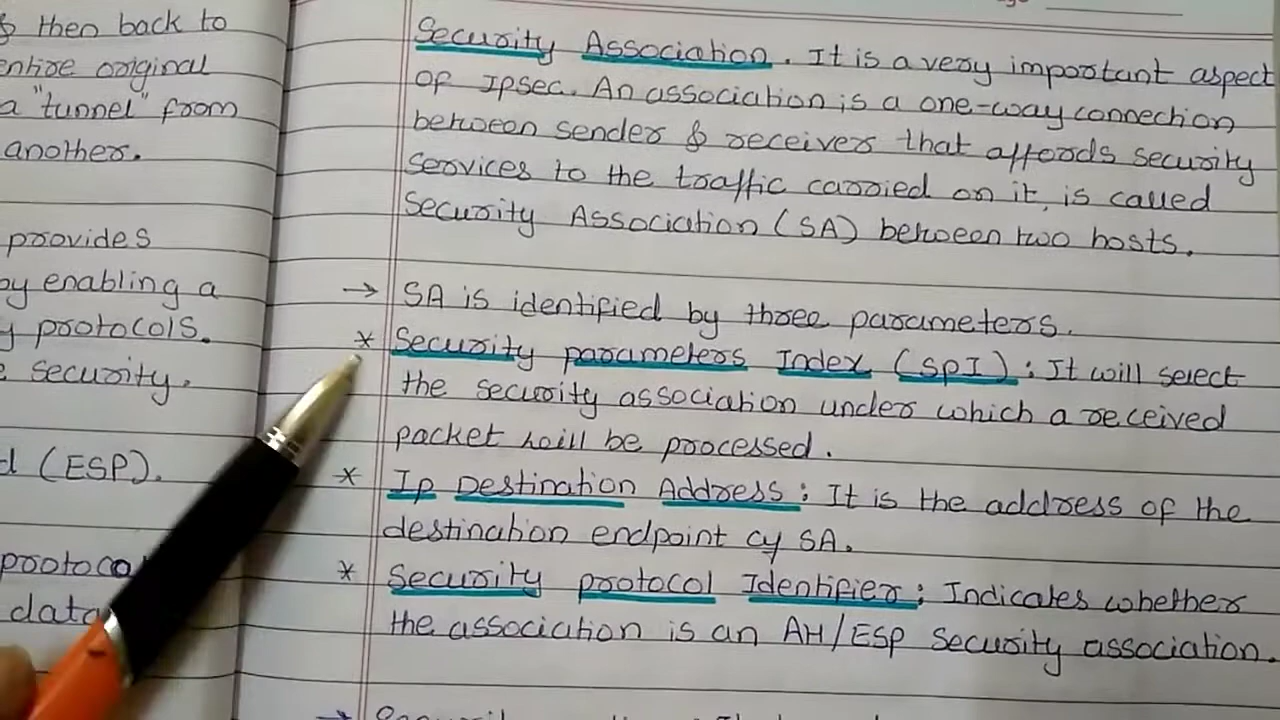 & then back to
entire original
a "tunnel" from
another.
provides
by enabling a
y protocols.
security.
d (ESP).
protoco
data
Security Association. It is a very important aspect
of Ipsec. An association is a one-way connection
between sender & receivers that affords security
services to the traffic carried on it, is called
Security Association (SA) between two hosts.
→ SA is identified by three parameters.
* Security parameters Index (SPI): It will select
the security association under which a received
packet will be processed.
* Ip Destination Address: It is the address of the
destination endpoint of SA.
* Security protocol Identifier: Indicates whether
the association is an AH/ESP Security association.